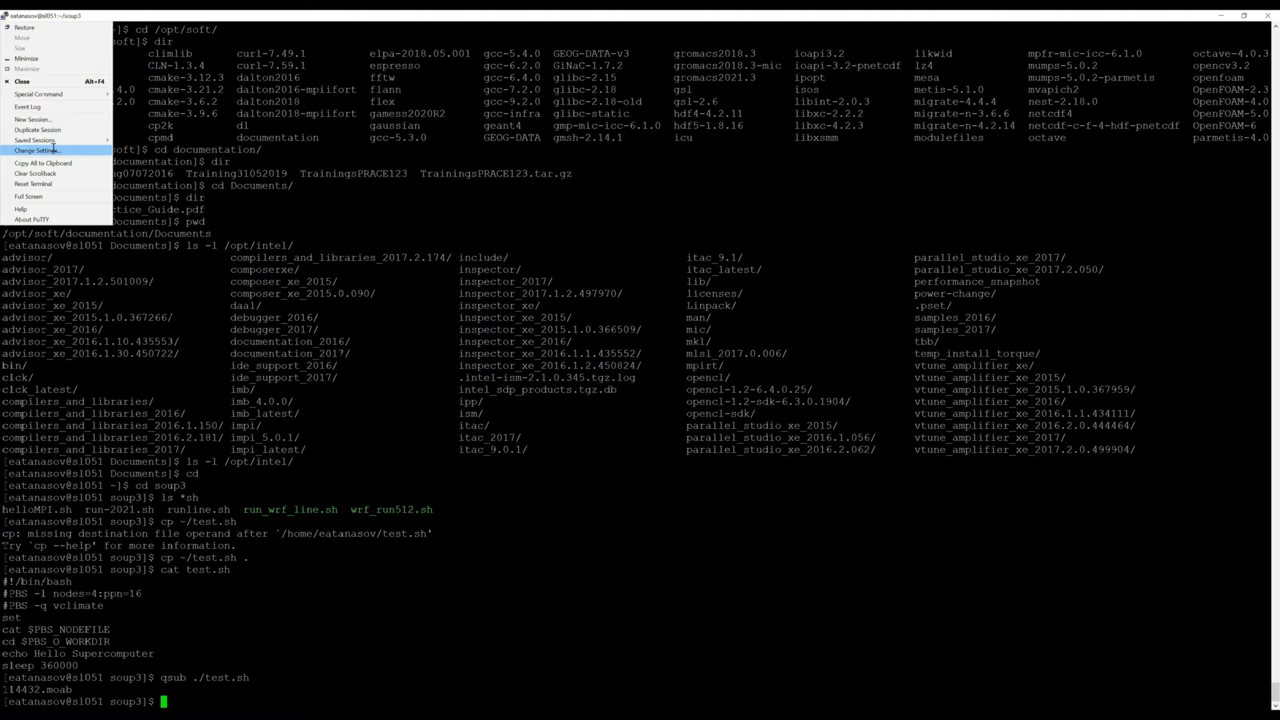 eatanasov@sl051:~/soup3
Restore
Move
Size
Minimize
Maximize
Close Alt+F4
Special Command
Event Log
New Session...
Duplicate Session
Saved Sessions
Change Settings...
Copy All to Clipboard
Clear Scrollback
Reset Terminal
Full Screen
Help
About PuTTY
$ cd /opt/soft/
soft]$ dir
climlib curl-7.49.1 elpa-2018.05.001 gcc-5.4.0 GEOG-DATA-v3 gromacs2018.3 ioapi3.2 likwid mpfr-mic-icc-6.1.0 octave-4.0.3
CLN-1.3.4 curl-7.59.1 examples gcc-6.2.0 GiNaC-1.7.2 gromacs2018.3-mic ioapi-3.2-pnetcdf lz4 mumps-5.0.2 opencv3.2
cmake-3.12.3 dalton2016 fftw gcc-6.4.0 glibc-2.15 gromacs2021.3 ipopt mesa mumps-5.0.2-parmetis openfoam
4.0 cmake-3.21.2 dalton2016-mpiifort flann gcc-7.2.0 glibc-2.18 gsl isos metis-5.1.0 mvapich2 OpenFOAM-2.3
2.0 cmake-3.6.2 dalton2018 flex gcc-9.2.0 glibc-2.18-old gsl-2.6 libint-2.0.3 migrate-4.4.4 nest-2.18.0 OpenFOAM-4.0
cmake-3.9.6 dalton2018-mpiifort gamess2020R2 gcc-infra glibc-static hdf4-4.2.11 libxc-4.2.3 migrate-n-4.2.14 netcdf-c-f-4-hdf-pnetcdf OpenFOAM-5.0
cp2k dl gaussian geant4 gmp-mic-icc-6.1.0 hdf5-1.8.16 libxc-4.3.4 migrate-newest numactl-2.0.11 OpenFOAM-6
cpmd documentation gcc-5.3.0 GEOG-DATA gmsh-2.14.1 icu libxsmm modulefiles octave parmetis-4.0
soft]$ cd documentation/
documentation]$ dir
ng07072016 Training31052019 TrainingsPRACE123 TrainingsPRACE123.tar.gz
documentation]$ cd Documents/
Documents]$ dir
ctice_Guide.pdf
Documents]$ pwd
/opt/soft/documentation/Documents
[eatanasov@sl051 Documents]$ ls -l /opt/intel/
advisor/ compilers_and_libraries_2017.2.174/ include/ itac_9.1/ parallel_studio_xe_2017/
advisor_2017/ composerxe/ inspector/ itac_latest/ parallel_studio_xe_2017.2.050/
advisor_2017.1.2.501009/ composer_xe_2015/ inspector_2017/ lib/ performance_snapshot
advisor_xe/ composer_xe_2015.0.090/ inspector_2017.1.2.497970/ licenses/ power-change/
advisor_xe_2015/ daal/ inspector_xe/ Linpack/ .pset/
advisor_xe_2015.1.0.367266/ debugger_2016/ inspector_xe_2015/ man/ samples_2016/
advisor_xe_2016/ debugger_2017/ inspector_xe_2015.1.0.366509/ mic/ samples_2017/
advisor_xe_2016.1.10.435553/ documentation_2016/ inspector_xe_2016/ mkl/ tbb/
advisor_xe_2016.1.30.450722/ documentation_2017/ inspector_xe_2016.1.1.435552/ mlsl_2017.0.006/ temp_install_torque/
bin/ ide_support_2016/ inspector_xe_2016.1.2.450824/ mpirt/ vtune_amplifier_xe/
clck/ ide_support_2017/ .intel-ism-2.1.0.345.tgz.log opencl/ vtune_amplifier_xe_2015/
clck_latest/ imb/ intel_sdp_products.tgz.db opencl-1.2-6.4.0.25/ vtune_amplifier_xe_2015.1.0.367959/
compilers_and_libraries/ imb_4.0.0/ ipp/ opencl-1.2-sdk-6.3.0.1904/ vtune_amplifier_xe_2016/
compilers_and_libraries_2016/ imb_latest/ ism/ opencl-sdk/ vtune_amplifier_xe_2016.1.1.434111/
compilers_and_libraries_2016.1.150/ impi/ itac/ parallel_studio_xe_2015/ vtune_amplifier_xe_2016.2.0.444464/
compilers_and_libraries_2016.2.181/ impi_5.0.1/ itac_2017/ parallel_studio_xe_2016.1.056/ vtune_amplifier_xe_2017/
compilers_and_libraries_2017/ impi_latest/ itac_9.0.1/ parallel_studio_xe_2016.2.062/ vtune_amplifier_xe_2017.2.0.499904/
[eatanasov@sl051 Documents]$ ls -l /opt/intel/
[eatanasov@sl051 Documents]$ cd
[eatanasov@sl051 ~]$ cd soup3
[eatanasov@sl051 soup3]$ ls *sh
helloMPI.sh run-2021.sh runline.sh run_wrf_line.sh wrf_run512.sh
[eatanasov@sl051 soup3]$ cp ~/test.sh
cp: missing destination file operand after `/home/eatanasov/test.sh'
Try `cp --help' for more information.
[eatanasov@sl051 soup3]$ cp ~/test.sh .
[eatanasov@sl051 soup3]$ cat test.sh
#!/bin/bash
#PBS -l nodes=4:ppn=16
#PBS -q vclimate
set
cat $PBS_NODEFILE
cd $PBS_O_WORKDIR
echo Hello Supercomputer
sleep 360000
[eatanasov@sl051 soup3]$ qsub ./test.sh
114432.moab
[eatanasov@sl051 soup3]$